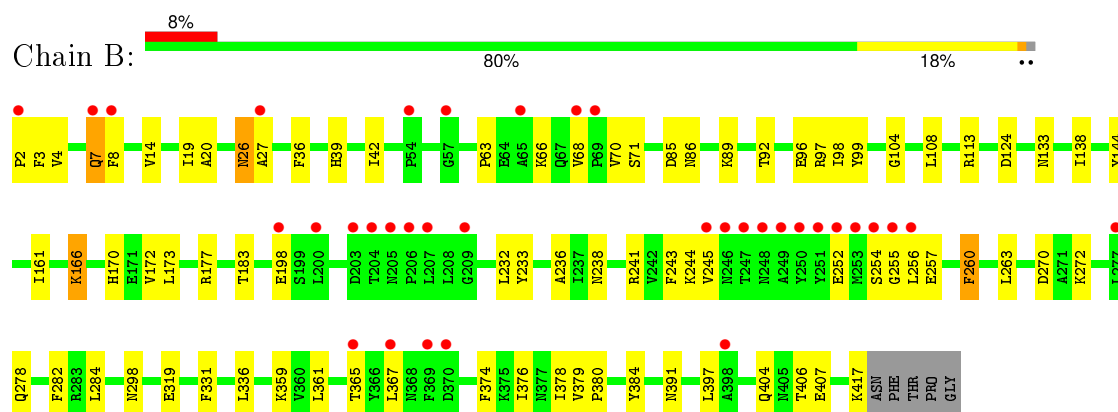 8%
Chain B:
80% 18% ••
P2 F3 V4 Q7 F8 V14 I19 A20 N26 A27 F36 H39 I42 P54 G57 P63 E64 A65 K66 Q67 V68 P69 V70 S71 D85 N86 K89 T92 E96 R97 I98 Y99 G104 L108 R113 D124 N133 I138 Y144
I161 K166 H170 E171 V172 L173 R177 T183 E198 S199 L200 D203 T204 N205 P206 L207 L208 G209 L232 Y233 A236 I237 N238 R241 V242 F243 K244 V245 N246 T247 N248 A249 Y250 Y251 E252 M253 S254 G255 L256 E257 F260 L263 D270 A271 K272 L277
Q278 F282 R283 L284 N298 E319 F331 L336 K359 V360 L361 T365 Y366 L367 N368 F369 D370 F374 K375 I376 N377 I378 V379 P380 Y384 N391 L397 A398 Q404 N405 T406 E407 K417 ASN PHE THR PRO GLY